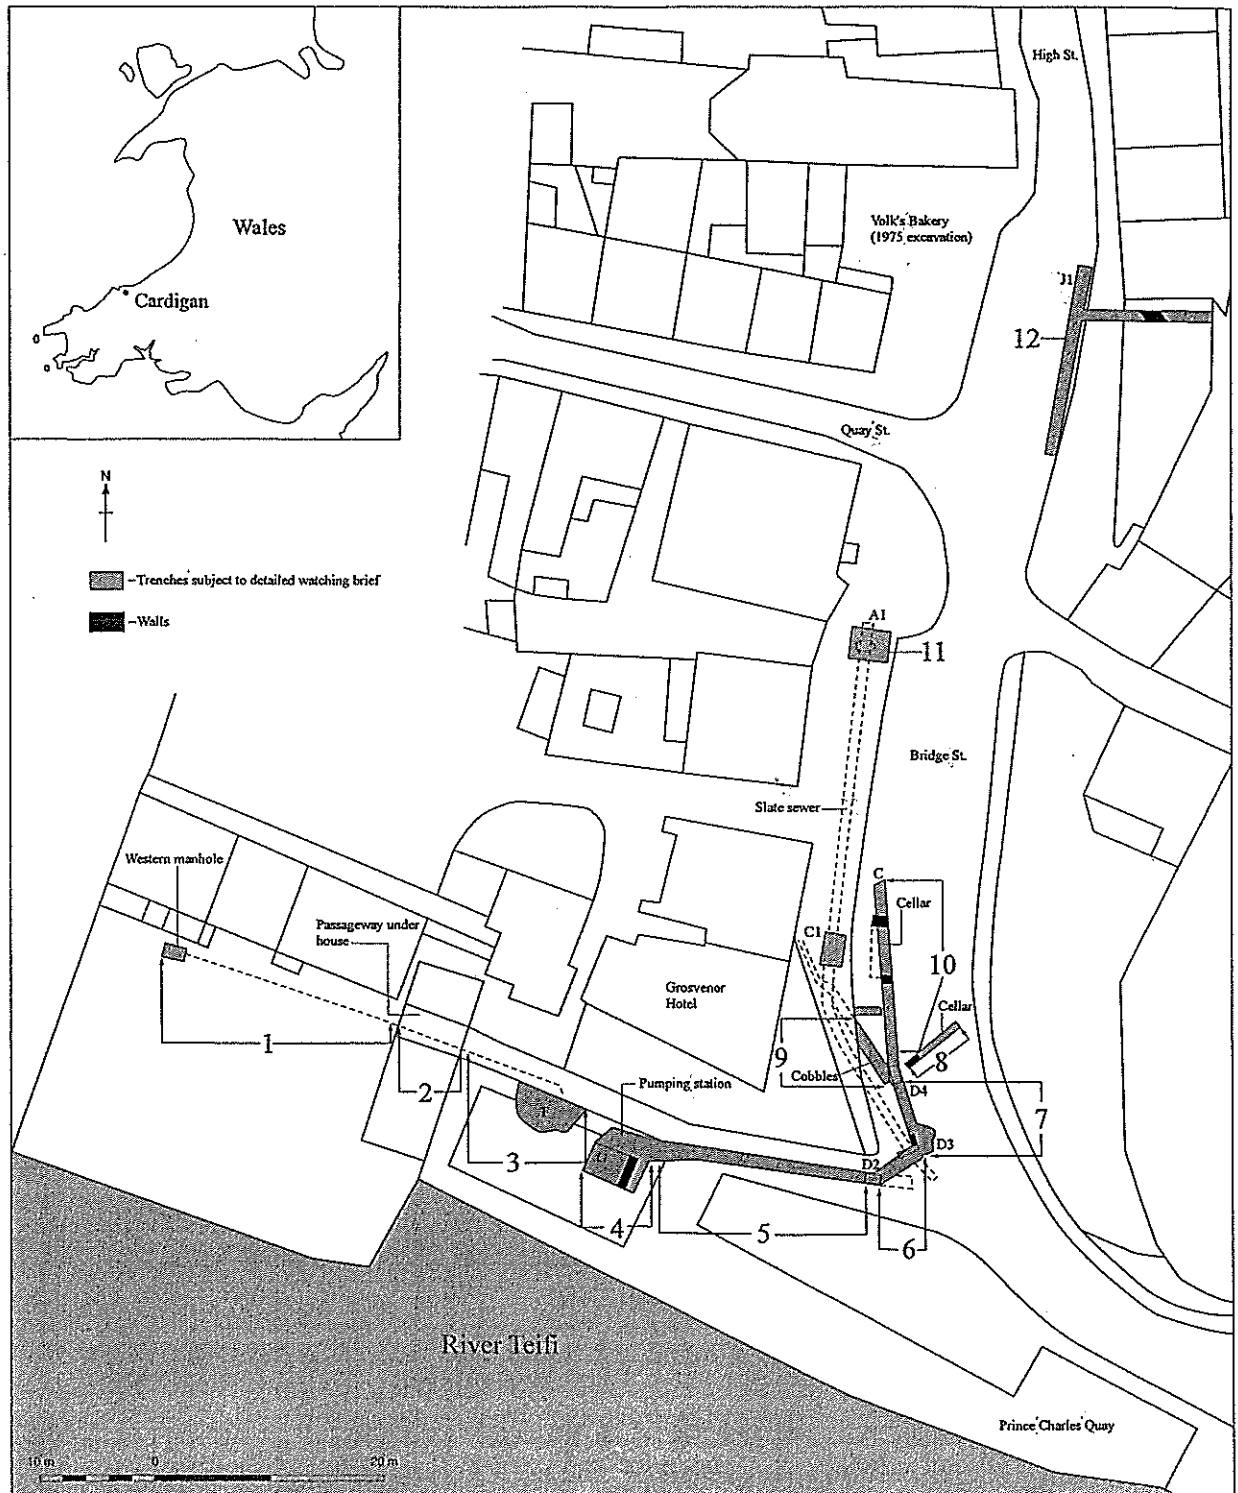 High St.
Wales
Volk's Bakery
(1975 excavation)
Cardigan
J1
12
Quay St.
N
-Trenches subject to detailed watching brief
-Walls
A1
11
Bridge St.
Slate sewer
Western manhole
C
Cellar
Passageway under
house
C1
10
Grosvenor
Hotel
Cellar
1
9
8
Cobbles
2
Pumping station
D4
F
7
D3
3
G
D2
4
5
6
River Teifi
Prince Charles Quay
10 m
0
20 m